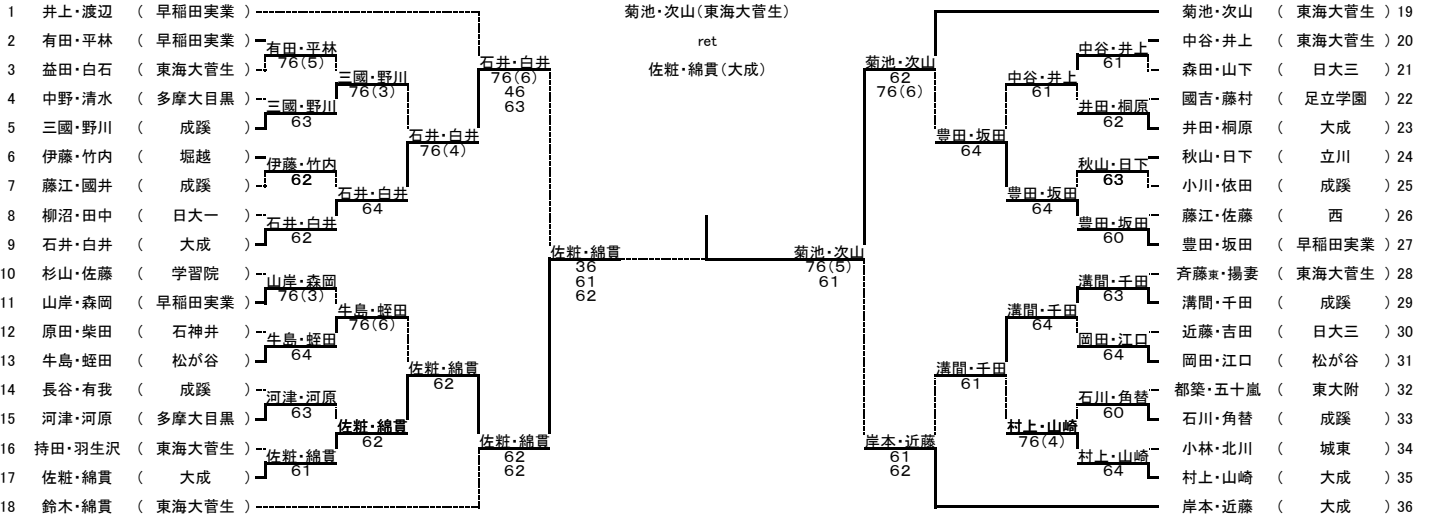 菊池・次山(東海大菅生)
ret
佐粧・綿貫(大成)
1 井上・渡辺 ( 早稲田実業 )
2 有田・平林 ( 早稲田実業 )
3 益田・白石 ( 東海大菅生 )
4 中野・清水 ( 多摩大目黒 )
5 三國・野川 ( 成蹊 )
6 伊藤・竹内 ( 堀越 )
7 藤江・國井 ( 成蹊 )
8 柳沼・田中 ( 日大一 )
9 石井・白井 ( 大成 )
10 杉山・佐藤 ( 学習院 )
11 山岸・森岡 ( 早稲田実業 )
12 原田・柴田 ( 石神井 )
13 牛島・蛭田 ( 松が谷 )
14 長谷・有我 ( 成蹊 )
15 河津・河原 ( 多摩大目黒 )
16 持田・羽生沢 ( 東海大菅生 )
17 佐粧・綿貫 ( 大成 )
18 鈴木・綿貫 ( 東海大菅生 )
有田・平林
76(5)
三國・野川
63
伊藤・竹内
62
石井・白井
62
山岸・森岡
76(3)
牛島・蛭田
64
河津・河原
63
佐粧・綿貫
61
三國・野川
76(3)
石井・白井
64
牛島・蛭田
76(6)
佐粧・綿貫
62
石井・白井
76(4)
佐粧・綿貫
62
石井・白井
76(6)
46
63
佐粧・綿貫
62
62
佐粧・綿貫
36
61
62
菊池・次山
76(5)
61
菊池・次山
62
76(6)
岸本・近藤
61
62
豊田・坂田
64
溝間・千田
61
中谷・井上
61
豊田・坂田
64
溝間・千田
64
村上・山崎
76(4)
中谷・井上
61
井田・桐原
62
秋山・日下
63
豊田・坂田
60
溝間・千田
63
岡田・江口
64
石川・角替
60
村上・山崎
64
菊池・次山 ( 東海大菅生 ) 19
中谷・井上 ( 東海大菅生 ) 20
森田・山下 ( 日大三 ) 21
國吉・藤村 ( 足立学園 ) 22
井田・桐原 ( 大成 ) 23
秋山・日下 ( 立川 ) 24
小川・依田 ( 成蹊 ) 25
藤江・佐藤 ( 西 ) 26
豊田・坂田 ( 早稲田実業 ) 27
斉藤東・揚妻 ( 東海大菅生 ) 28
溝間・千田 ( 成蹊 ) 29
近藤・吉田 ( 日大三 ) 30
岡田・江口 ( 松が谷 ) 31
都築・五十嵐 ( 東大附 ) 32
石川・角替 ( 成蹊 ) 33
小林・北川 ( 城東 ) 34
村上・山崎 ( 大成 ) 35
岸本・近藤 ( 大成 ) 36